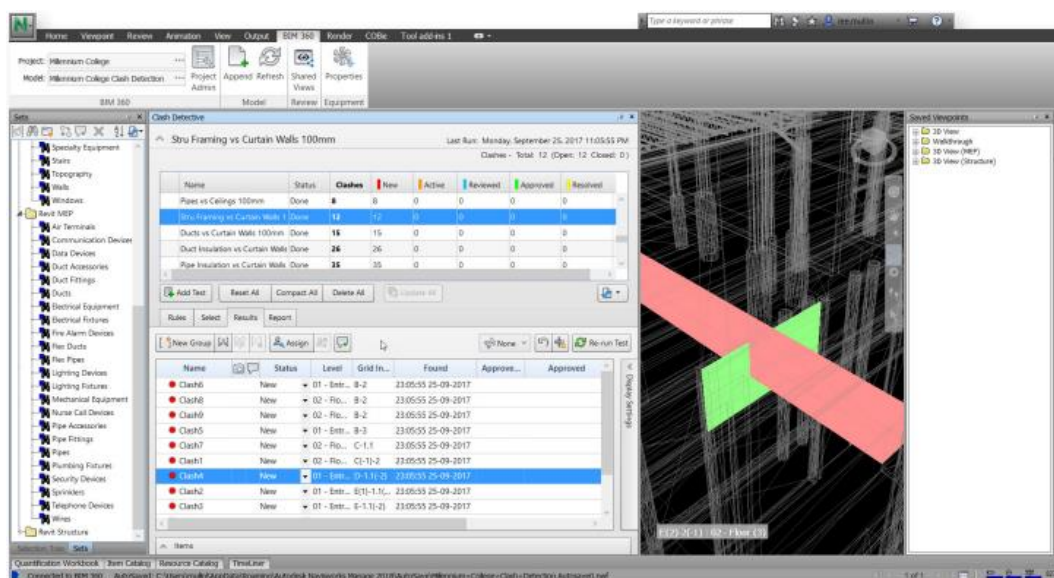 Type a keyword or phrase
Home Viewpoint Review Animation View Output BIM 360 Render COBie Tool add-ins 1
Project: Millennium College
Model: Millennium College Clash Detection
Project Admin
Append Refresh
Shared Views
Properties
BIM 360 Model Review Equipment
Sets
Specialty Equipment
Stairs
Topography
Walls
Windows
Revit MEP
Air Terminals
Communication Devices
Data Devices
Duct Accessories
Duct Fittings
Ducts
Electrical Equipment
Electrical Fixtures
Fire Alarm Devices
Flex Ducts
Flex Pipes
Lighting Devices
Lighting Fixtures
Mechanical Equipment
Nurse Call Devices
Pipe Accessories
Pipe Fittings
Pipes
Plumbing Fixtures
Security Devices
Sprinklers
Telephone Devices
Wires
Revit Structure
Selection Tree Sets
Clash Detective
Stru Framing vs Curtain Walls 100mm
Last Run: Monday, September 25, 2017 11:05:55 PM
Clashes - Total: 12 (Open: 12 Closed: 0)
Name Status Clashes New Active Reviewed Approved Resolved
Pipes vs Ceilings 100mm Done 8 8 0 0 0 0
Stru Framing vs Curtain Walls 1 Done 12 12 0 0 0 0
Ducts vs Curtain Walls 100mm Done 15 15 0 0 0 0
Duct Insulation vs Curtain Walls Done 26 26 0 0 0 0
Pipe Insulation vs Curtain Walls Done 35 35 0 0 0 0
Add Test Reset All Compact All Delete All Update All
Rules Select Results Report
New Group Assign None Re-run Test
Name Status Level Grid In... Found Approve... Approved
Clash6 New 01 - Entr... B-2 23:05:55 25-09-2017
Clash8 New 02 - Flo... B-2 23:05:55 25-09-2017
Clash9 New 02 - Flo... B-2 23:05:55 25-09-2017
Clash5 New 01 - Entr... B-3 23:05:55 25-09-2017
Clash7 New 02 - Flo... C-1.1 23:05:55 25-09-2017
Clash1 New 02 - Flo... C(-1)-2 23:05:55 25-09-2017
Clash4 New 01 - Entr... D-1.1(-2) 23:05:55 25-09-2017
Clash2 New 01 - Entr... E(1)-1.1(... 23:05:55 25-09-2017
Clash3 New 01 - Entr... E-1.1(-2) 23:05:55 25-09-2017
Display Settings
Items
Saved Viewpoints
3D View
Walkthrough
3D View (MEP)
3D View (Structure)
Quantification Workbook Item Catalog Resource Catalog TimeLiner
Connected to BIM 360
1 of 1